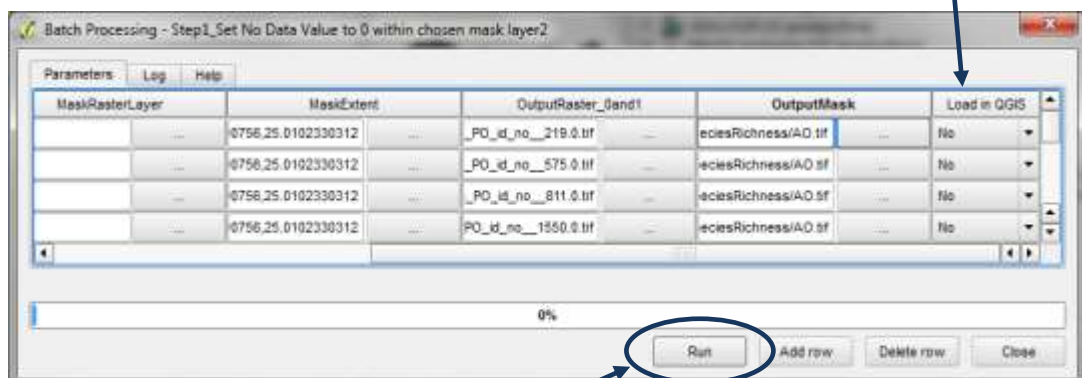 Batch Processing - Step1_Set No Data Value to 0 within chosen mask layer2
Parameters Log Help
MaskRasterLayer MaskExtent OutputRaster_0and1 OutputMask Load in QGIS
... 0756,25.0102330312 ... _PO_id_no__219.0.tif ... eciesRichness/AO.tif ... No
... 0756,25.0102330312 ... _PO_id_no__575.0.tif ... eciesRichness/AO.tif ... No
... 0756,25.0102330312 ... _PO_id_no__811.0.tif ... eciesRichness/AO.tif ... No
... 0756,25.0102330312 ... PO_id_no__1550.0.tif ... eciesRichness/AO.tif ... No
0%
Run Add row Delete row Close